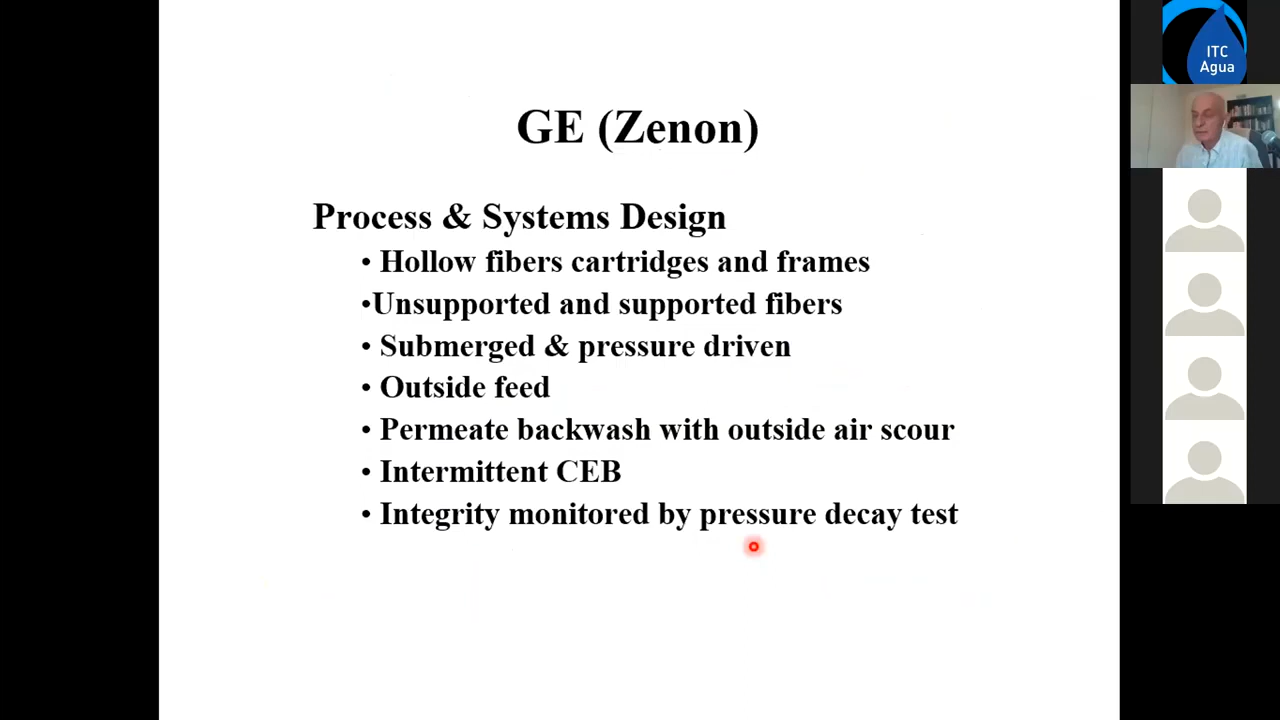 GE (Zenon)
Process & Systems Design
• Hollow fibers cartridges and frames
•Unsupported and supported fibers
• Submerged & pressure driven
• Outside feed
• Permeate backwash with outside air scour
• Intermittent CEB
• Integrity monitored by pressure decay test
ITC
Agua